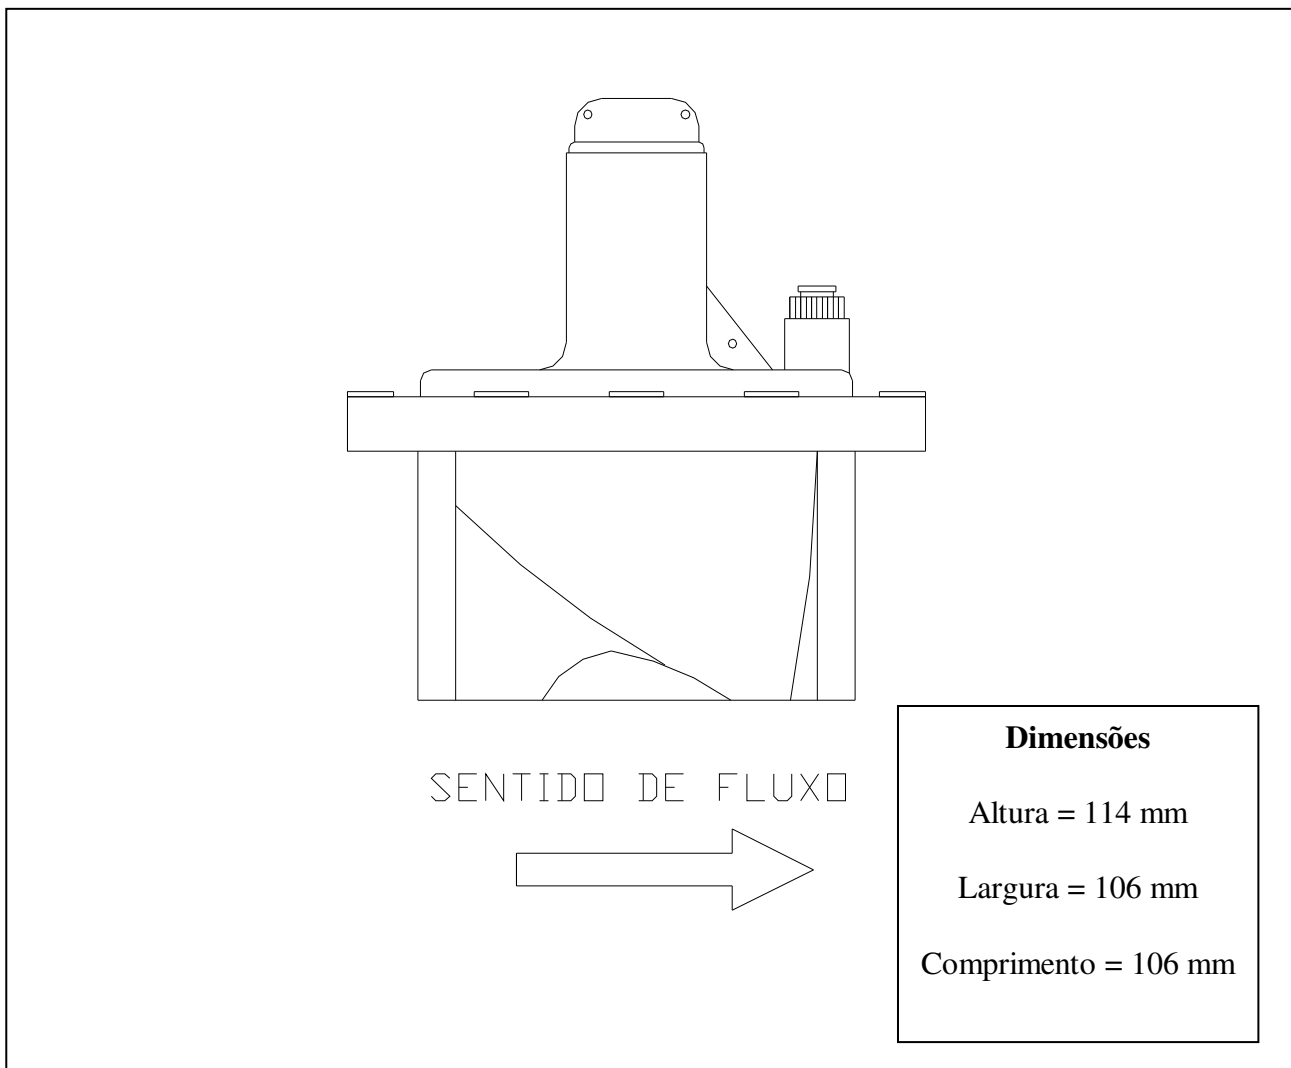 SENTIDO DE FLUXO
Dimensões
Altura = 114 mm
Largura = 106 mm
Comprimento = 106 mm